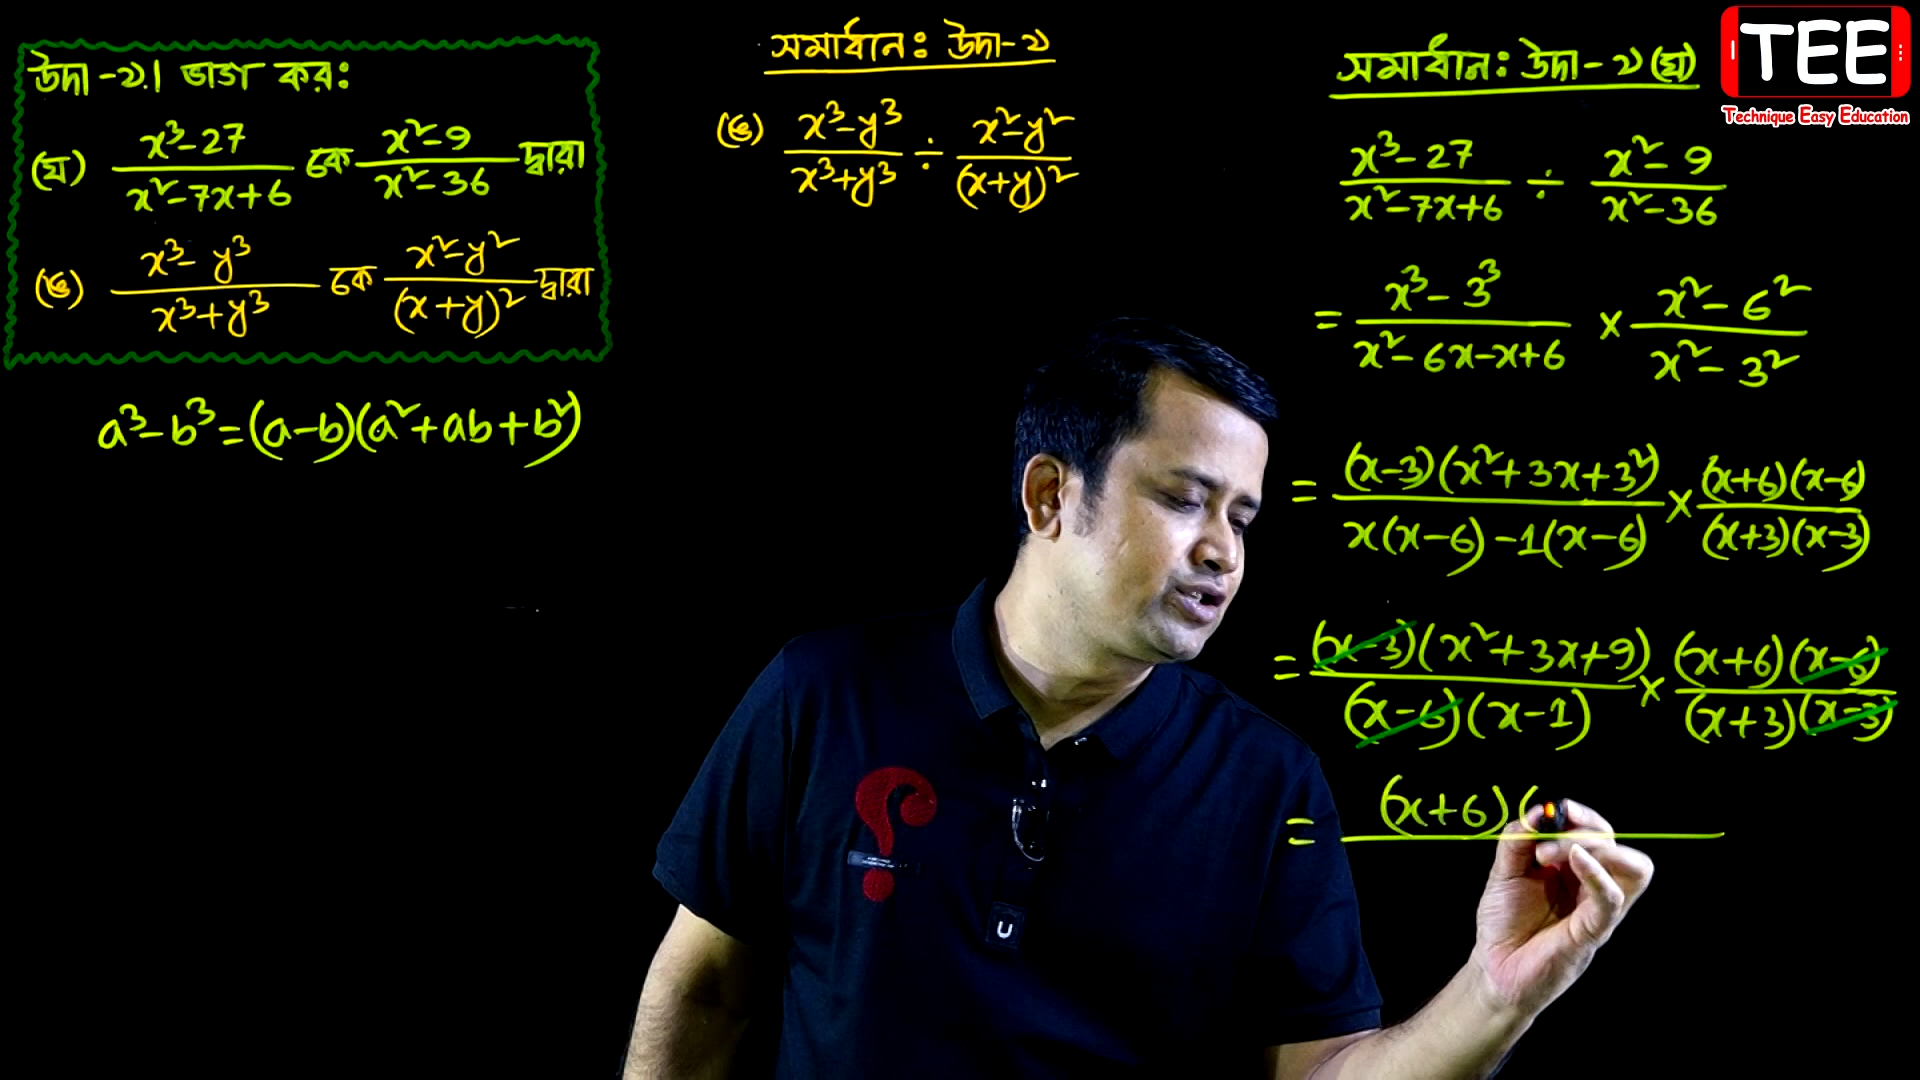 উদা-২। ভাগ কর:
(ঘ) x³-27 / x²-7x+6 কে x²-9 / x²-36 দ্বারা
(ঙ) x³-y³ / x³+y³ কে x²-y² / (x+y)² দ্বারা
a³-b³=(a-b)(a²+ab+b²)
সমাধান: উদা-২
(ঙ) x³-y³ / x³+y³ ÷ x²-y² / (x+y)²
সমাধান: উদা-২(ঘ)
x³-27 / x²-7x+6 ÷ x²-9 / x²-36
= x³-3³ / x²-6x-x+6 × x²-6² / x²-3²
= (x-3)(x²+3x+3²) / x(x-6)-1(x-6) × (x+6)(x-6) / (x+3)(x-3)
= (x-3)(x²+3x+9) / (x-6)(x-1) × (x+6)(x-6) / (x+3)(x-3)
= (x+6)(
TEE
Technique Easy Education
U